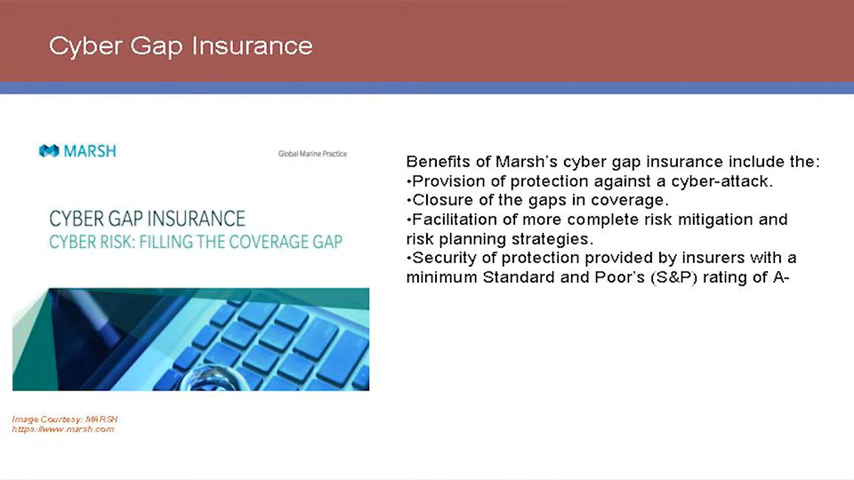 Cyber Gap Insurance
MARSH
Global Marine Practice
CYBER GAP INSURANCE
CYBER RISK: FILLING THE COVERAGE GAP
Benefits of Marsh's cyber gap insurance include the:
•Provision of protection against a cyber-attack.
•Closure of the gaps in coverage.
•Facilitation of more complete risk mitigation and
risk planning strategies.
•Security of protection provided by insurers with a
minimum Standard and Poor's (S&P) rating of A-
Image Courtesy: MARSH
https://www.marsh.com